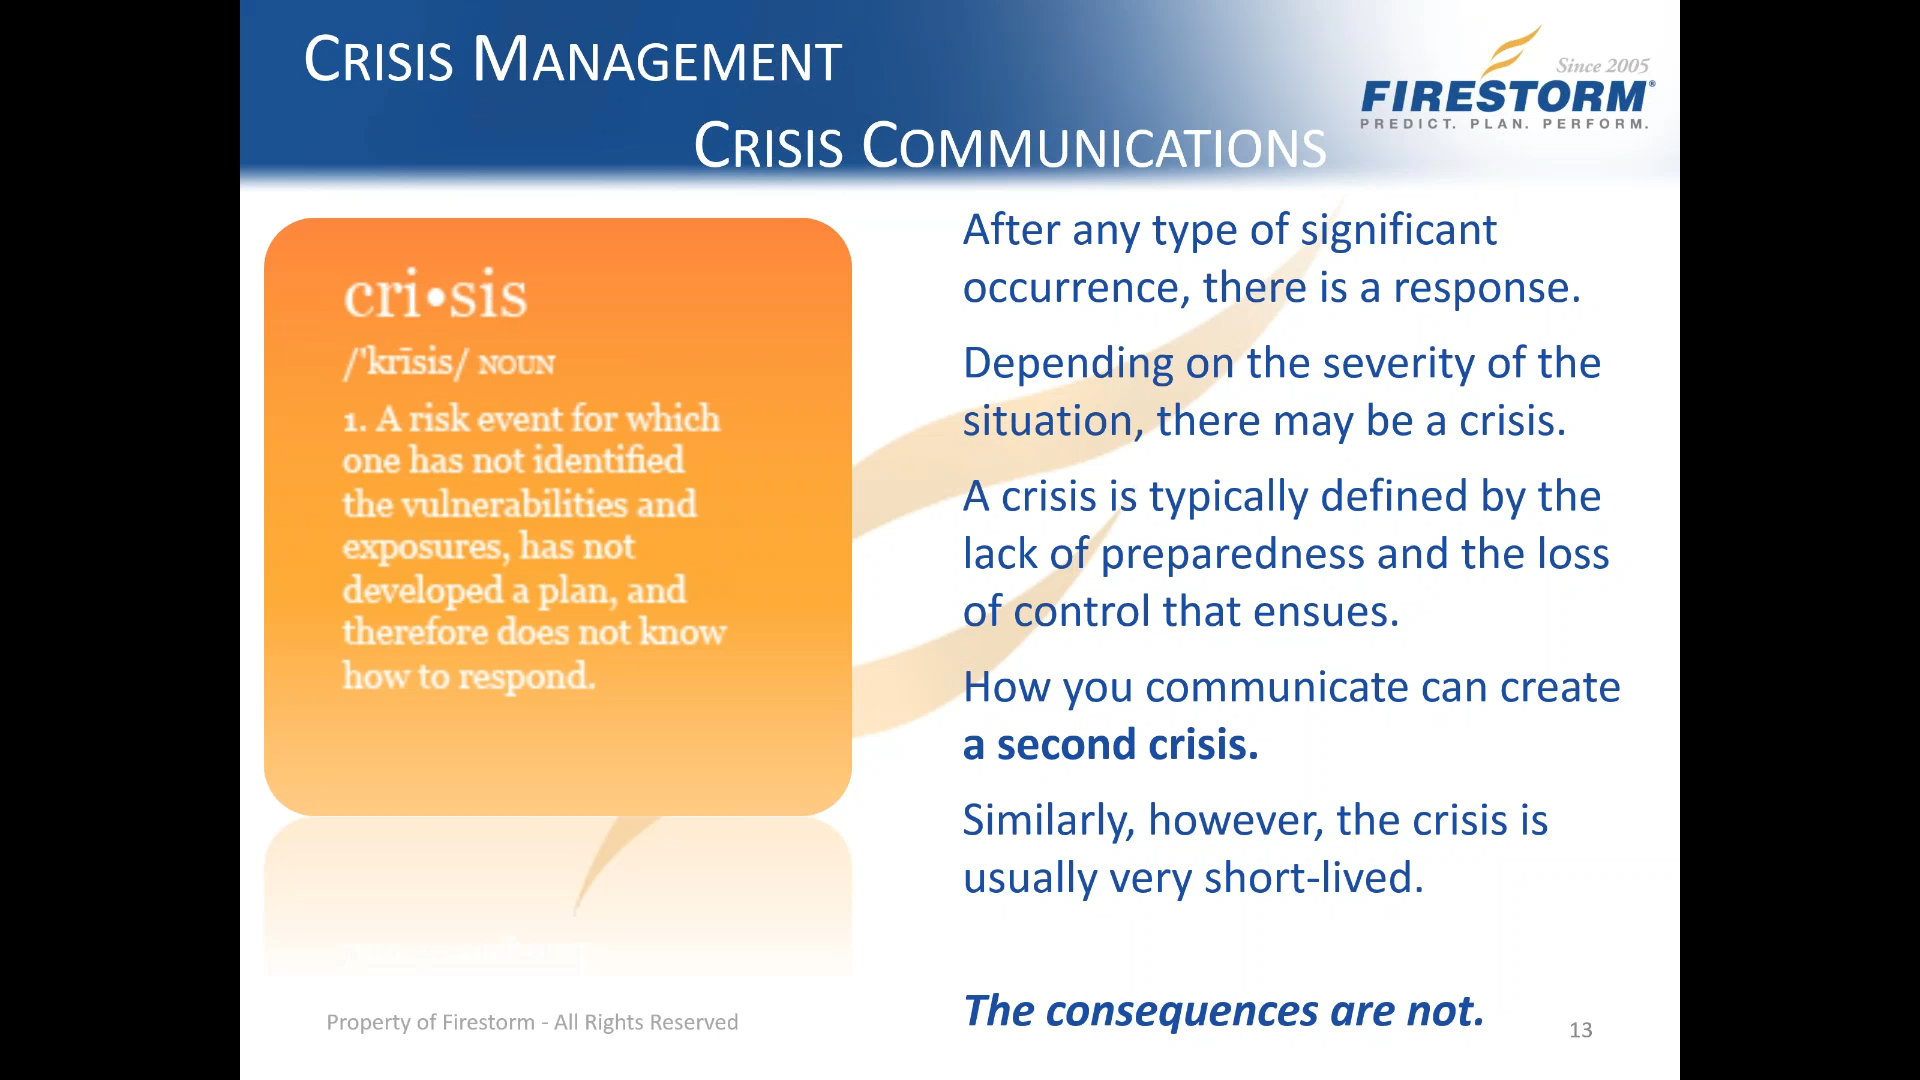 CRISIS MANAGEMENT
CRISIS COMMUNICATIONS
Since 2005
FIRESTORM®
PREDICT. PLAN. PERFORM.
cri•sis
/'krīsis/ NOUN
1. A risk event for which
one has not identified
the vulnerabilities and
exposures, has not
developed a plan, and
therefore does not know
how to respond.
After any type of significant
occurrence, there is a response.
Depending on the severity of the
situation, there may be a crisis.
A crisis is typically defined by the
lack of preparedness and the loss
of control that ensues.
How you communicate can create
a second crisis.
Similarly, however, the crisis is
usually very short-lived.
The consequences are not.
Property of Firestorm - All Rights Reserved
13